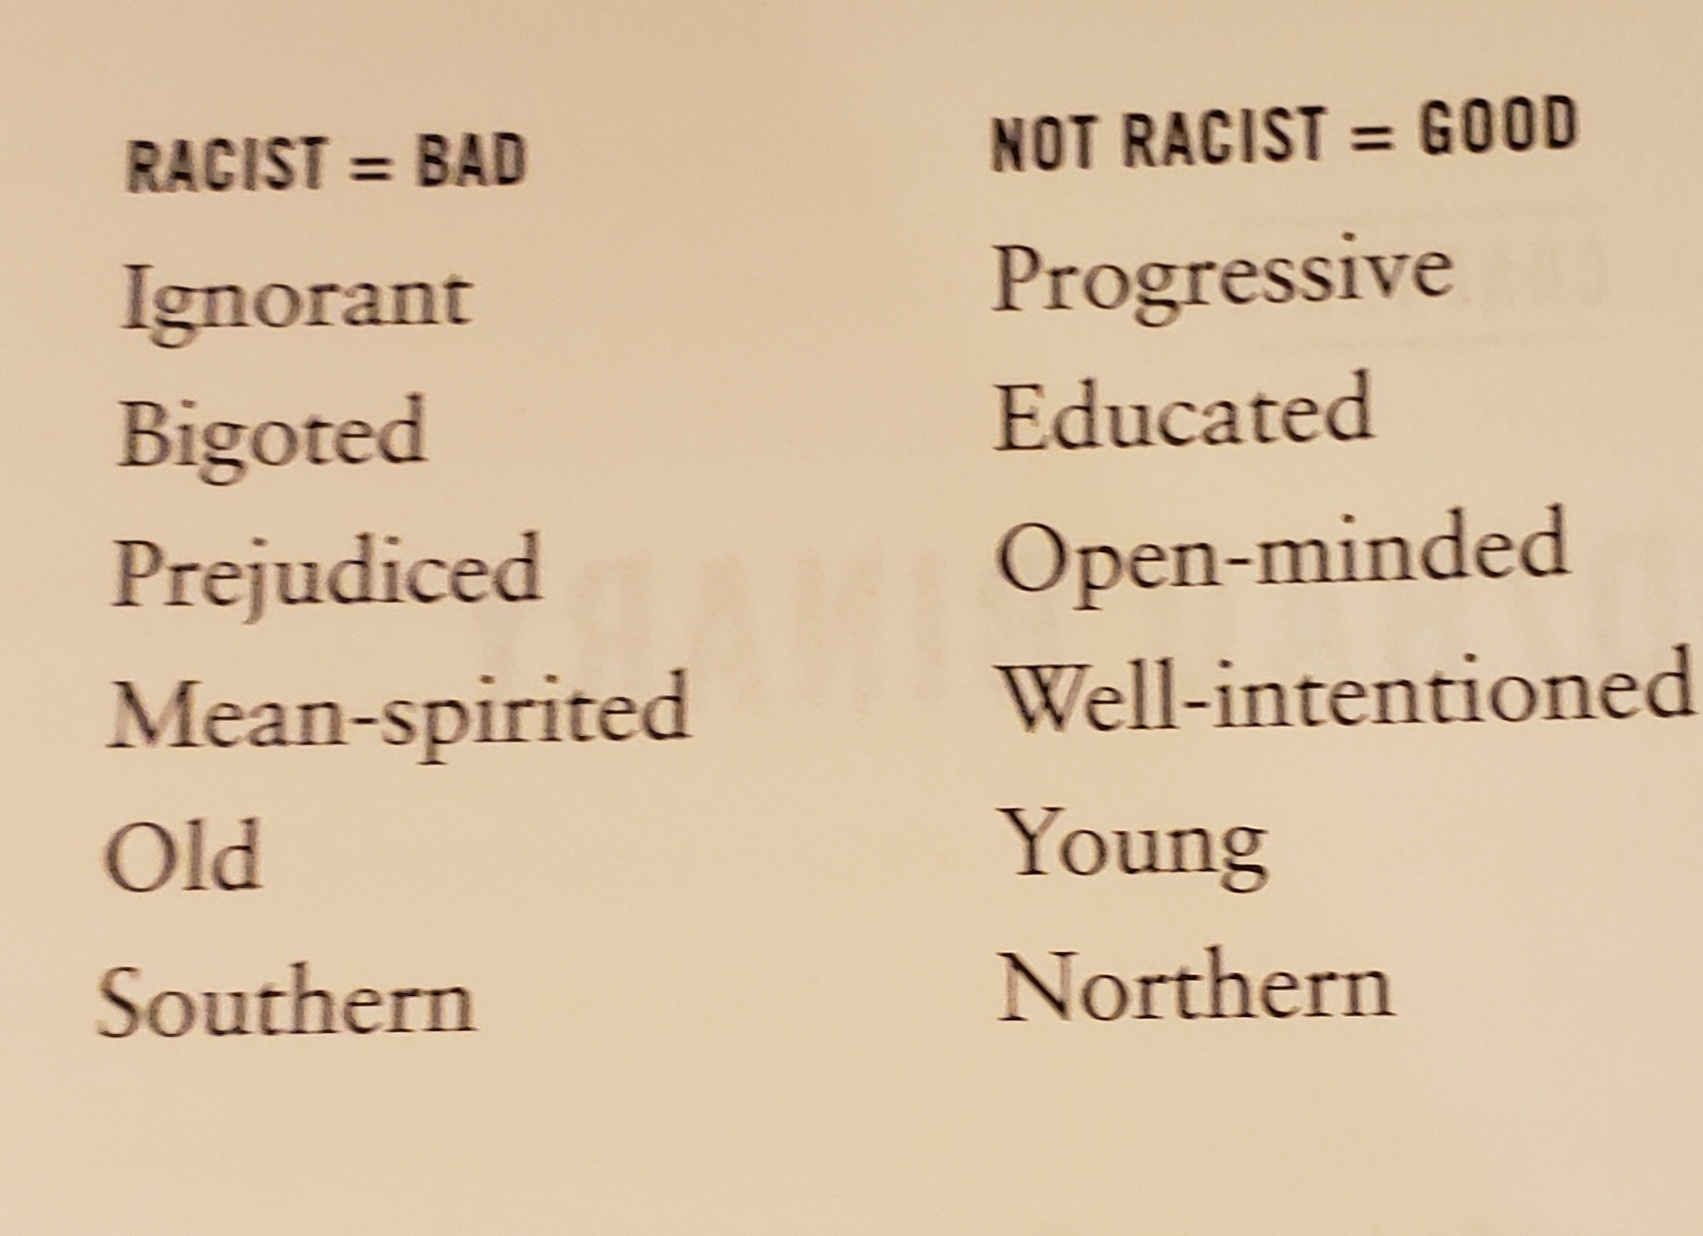 RACIST = BAD
Ignorant
Bigoted
Prejudiced
Mean-spirited
Old
Southern
NOT RACIST = GOOD
Progressive
Educated
Open-minded
Well-intentioned
Young
Northern